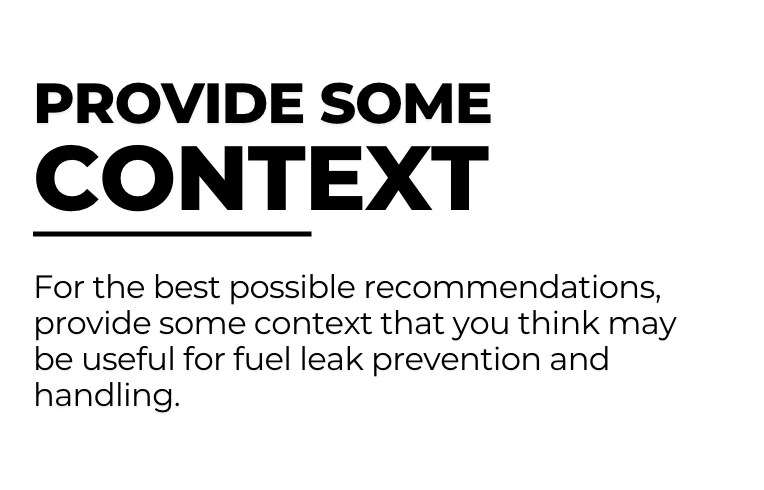 PROVIDE SOME
CONTEXT
For the best possible recommendations,
provide some context that you think may
be useful for fuel leak prevention and
handling.